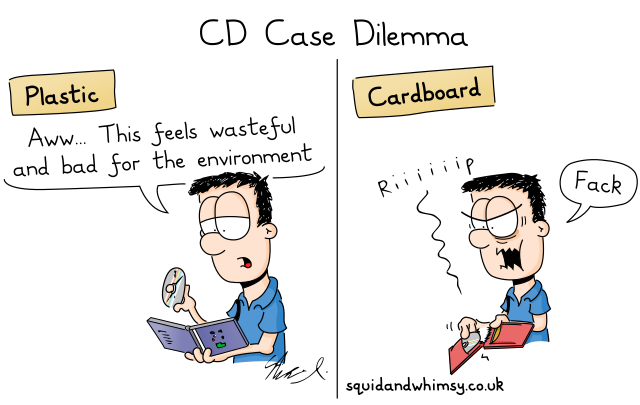 CD Case Dilemma
Plastic
Aww... This feels wasteful
and bad for the environment
Cardboard
Riiiiiip
Fack
squidandwhimsy.co.uk